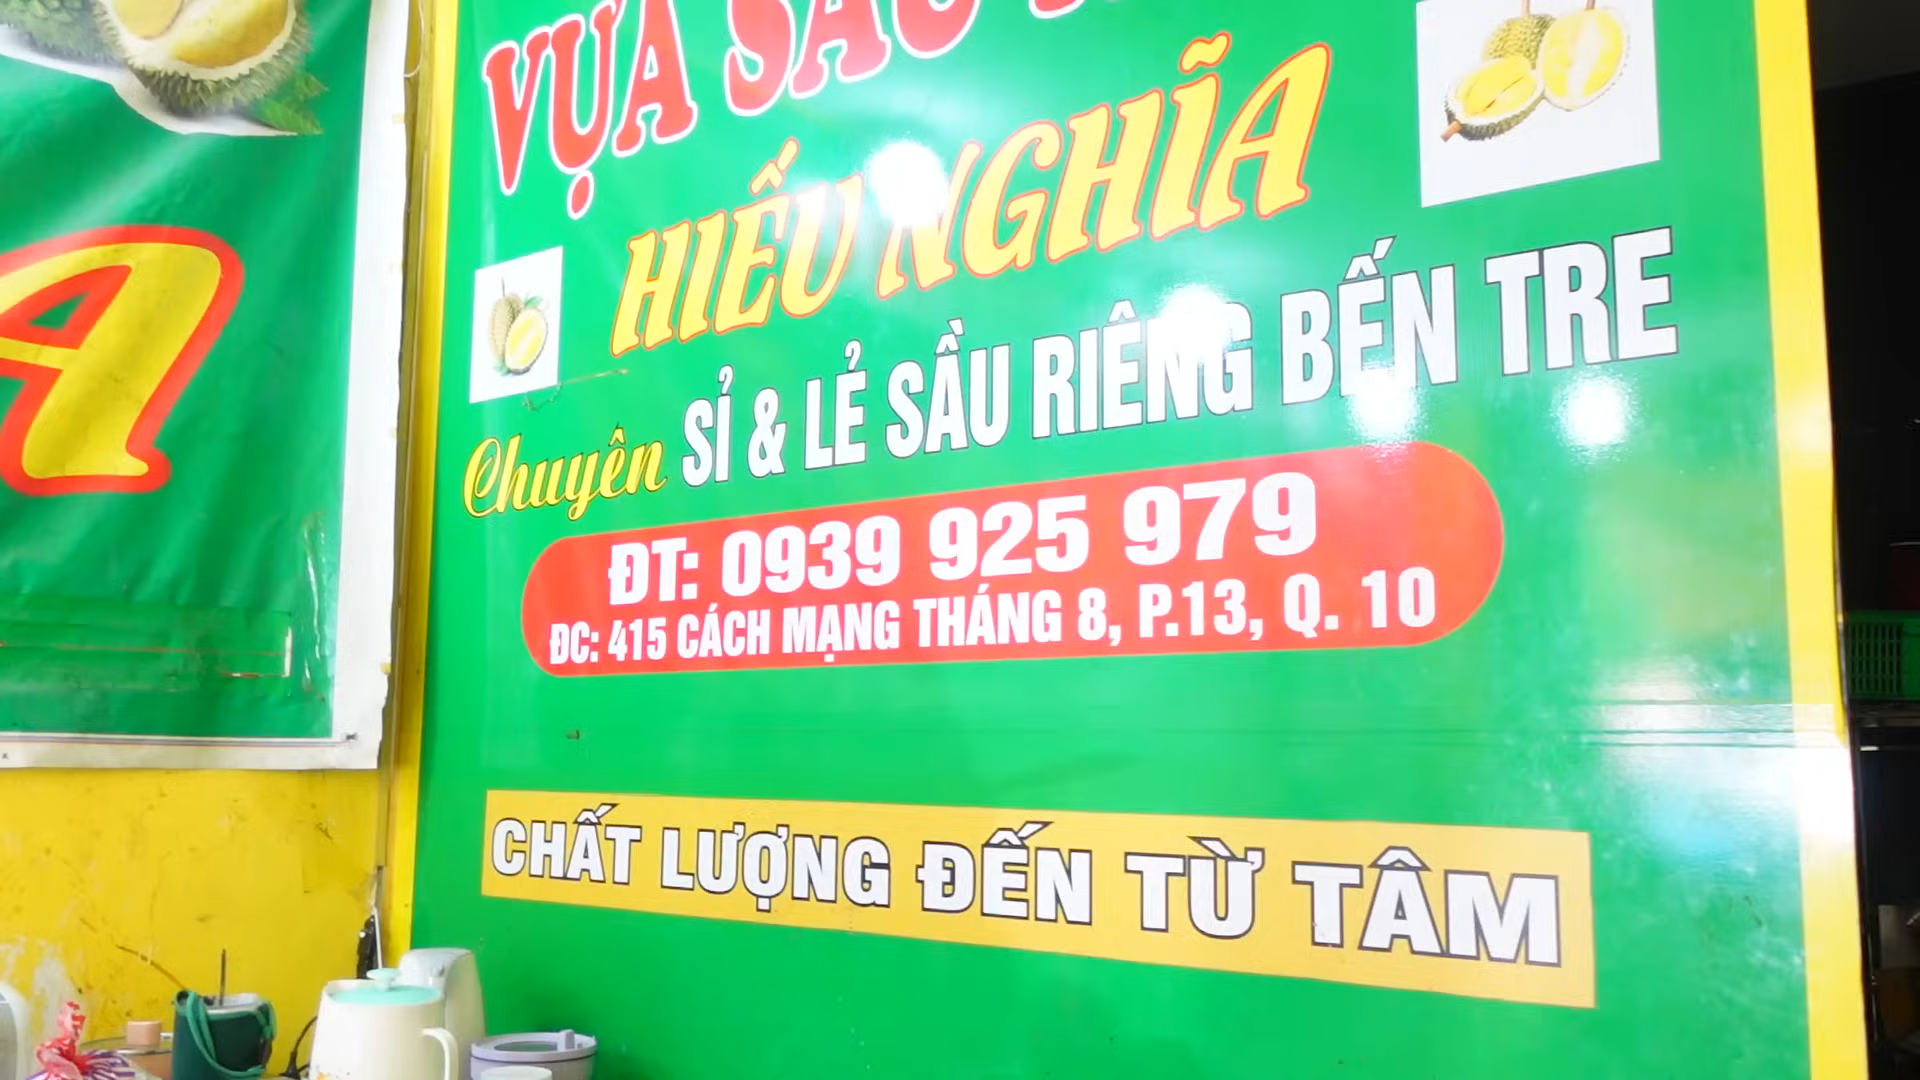 A
VỰA SẦU
HIẾU NGHĨA
Chuyên SỈ & LẺ SẦU RIÊNG BẾN TRE
ĐT: 0939 925 979
ĐC: 415 CÁCH MẠNG THÁNG 8, P.13, Q. 10
CHẤT LƯỢNG ĐẾN TỪ TÂM